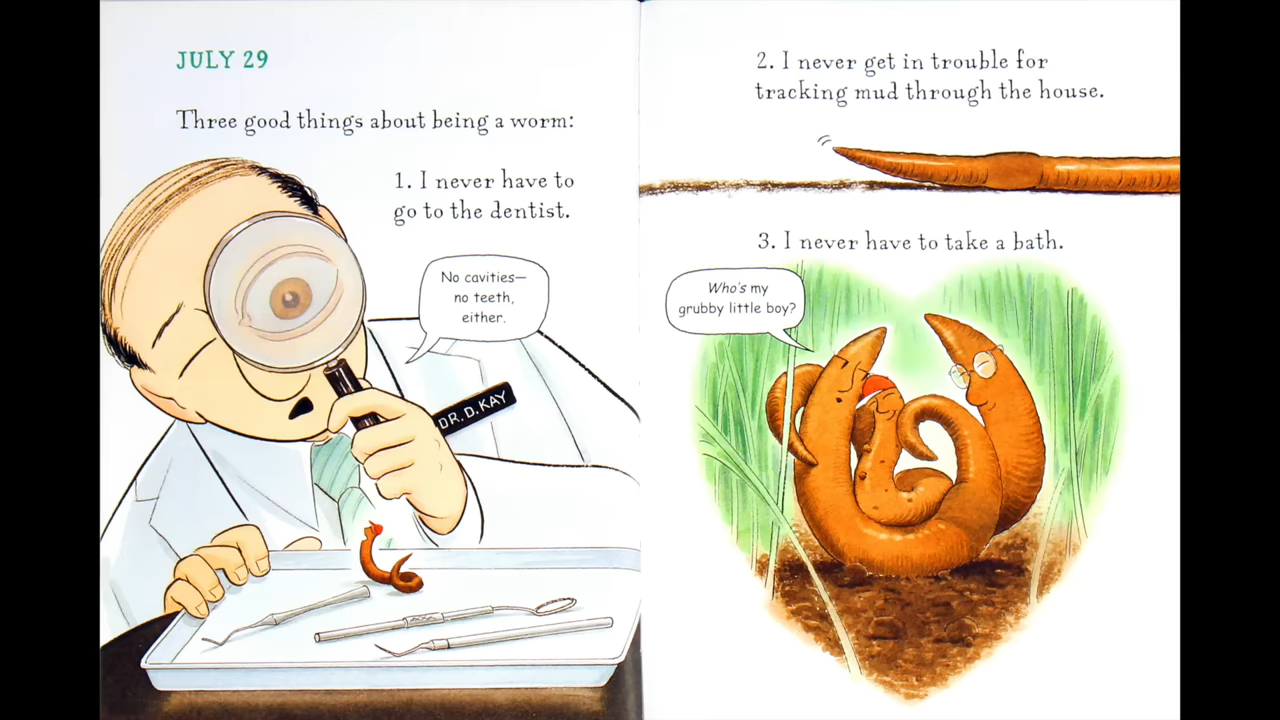 JULY 29
Three good things about being a worm:
1. I never have to
go to the dentist.
No cavities—
no teeth,
either.
DR. D. KAY
2. I never get in trouble for
tracking mud through the house.
3. I never have to take a bath.
Who's my
grubby little boy?